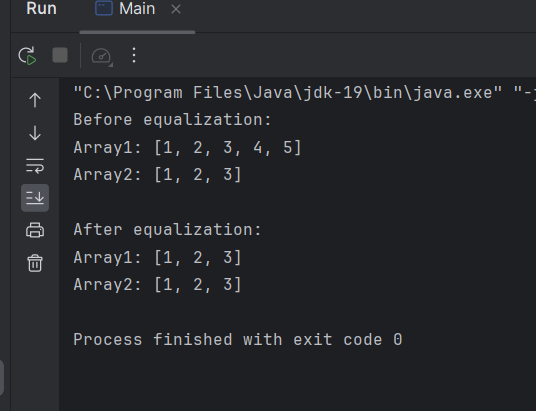 Run Main
"C:\Program Files\Java\jdk-19\bin\java.exe" "-j
Before equalization:
Array1: [1, 2, 3, 4, 5]
Array2: [1, 2, 3]
After equalization:
Array1: [1, 2, 3]
Array2: [1, 2, 3]
Process finished with exit code 0